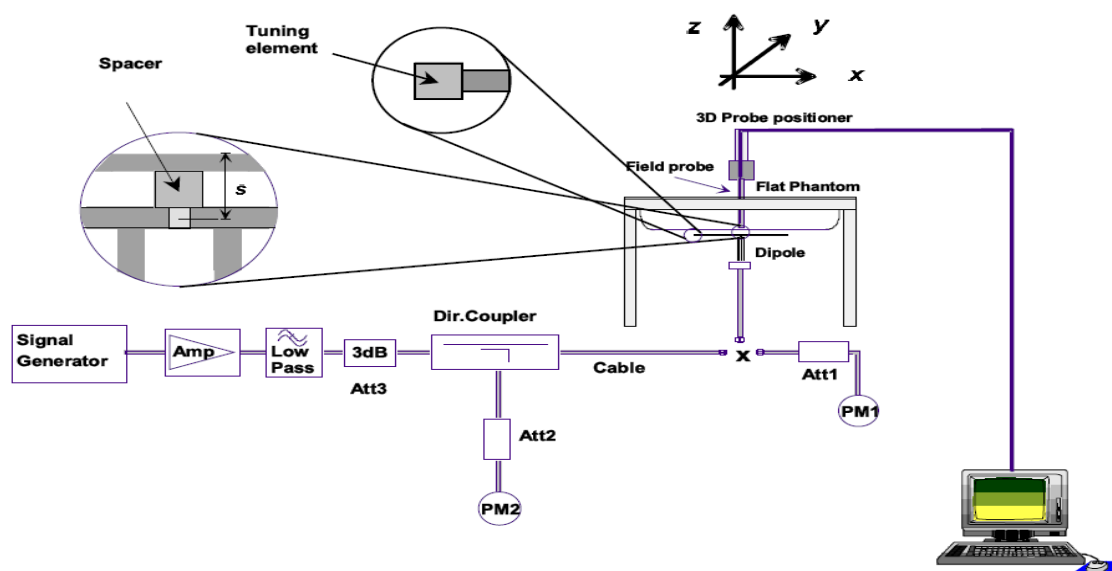 Tuning
element
Spacer
s
z
y
x
3D Probe positioner
Field probe
Flat Phantom
Dipole
Signal
Generator
Amp
Low
Pass
3dB
Att3
Dir.Coupler
Cable
x
Att1
PM1
Att2
PM2